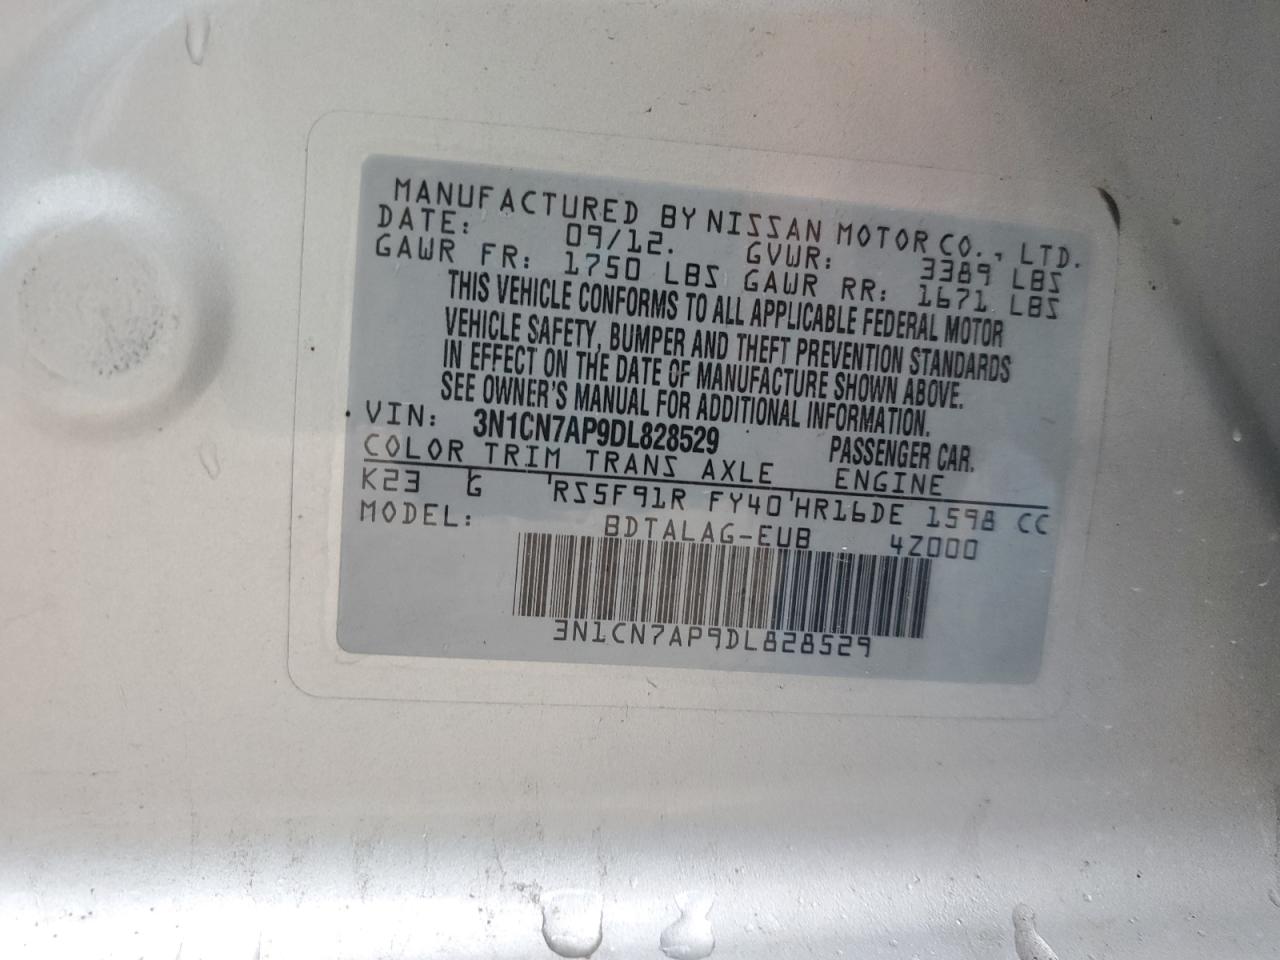 MANUFACTURED BY NISSAN MOTOR CO., LTD.
DATE: 09/12. GVWR: 3389 LBS
GAWR FR: 1750 LBS GAWR RR: 1671 LBS
THIS VEHICLE CONFORMS TO ALL APPLICABLE FEDERAL MOTOR
VEHICLE SAFETY, BUMPER AND THEFT PREVENTION STANDARDS
IN EFFECT ON THE DATE OF MANUFACTURE SHOWN ABOVE.
SEE OWNER'S MANUAL FOR ADDITIONAL INFORMATION.
VIN: 3N1CN7AP9DL828529 PASSENGER CAR.
COLOR TRIM TRANS AXLE ENGINE
K23 G RS5F91R FY40 HR16DE 1598 CC
MODEL: BDTALAG-EUB 4Z000
3N1CN7AP9DL828529